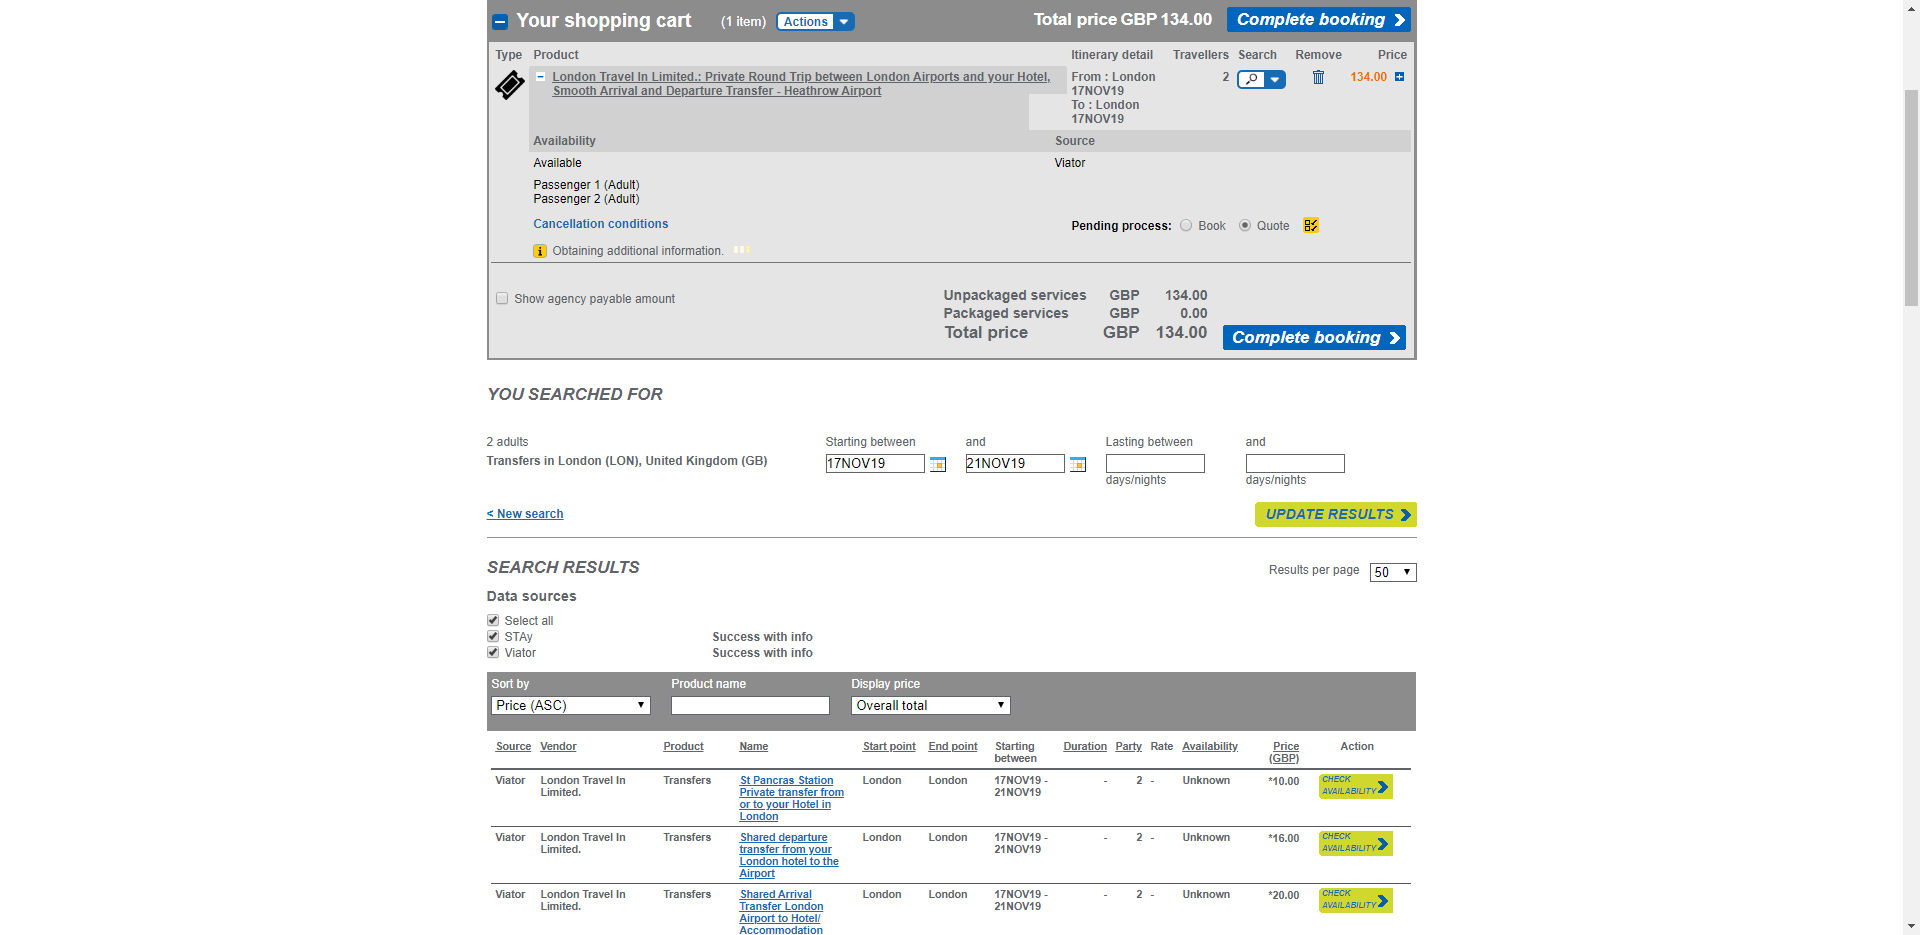 Your shopping cart (1 item) Actions Total price GBP 134.00 Complete booking
Type Product Itinerary detail Travellers Search Remove Price
London Travel In Limited.: Private Round Trip between London Airports and your Hotel, From : London 2 134.00
Smooth Arrival and Departure Transfer - Heathrow Airport 17NOV19
To : London
17NOV19
Availability Source
Available Viator
Passenger 1 (Adult)
Passenger 2 (Adult)
Cancellation conditions Pending process: Book Quote
Obtaining additional information.
Show agency payable amount
Unpackaged services GBP 134.00
Packaged services GBP 0.00
Total price GBP 134.00 Complete booking
YOU SEARCHED FOR
2 adults Starting between and Lasting between and
Transfers in London (LON), United Kingdom (GB) 17NOV19 21NOV19
days/nights days/nights
< New search UPDATE RESULTS
SEARCH RESULTS Results per page 50
Data sources
Select all
STAy Success with info
Viator Success with info
Sort by Product name Display price
Price (ASC) Overall total
Source Vendor Product Name Start point End point Starting Duration Party Rate Availability Price Action
between (GBP)
Viator London Travel In Transfers St Pancras Station London London 17NOV19 - - 2 - Unknown *10.00 CHECK
Limited. Private transfer from 21NOV19 AVAILABILITY
or to your Hotel in
London
Viator London Travel In Transfers Shared departure London London 17NOV19 - - 2 - Unknown *16.00 CHECK
Limited. transfer from your 21NOV19 AVAILABILITY
London hotel to the
Airport
Viator London Travel In Transfers Shared Arrival London London 17NOV19 - - 2 - Unknown *20.00 CHECK
Limited. Transfer London 21NOV19 AVAILABILITY
Airport to Hotel/
Accommodation